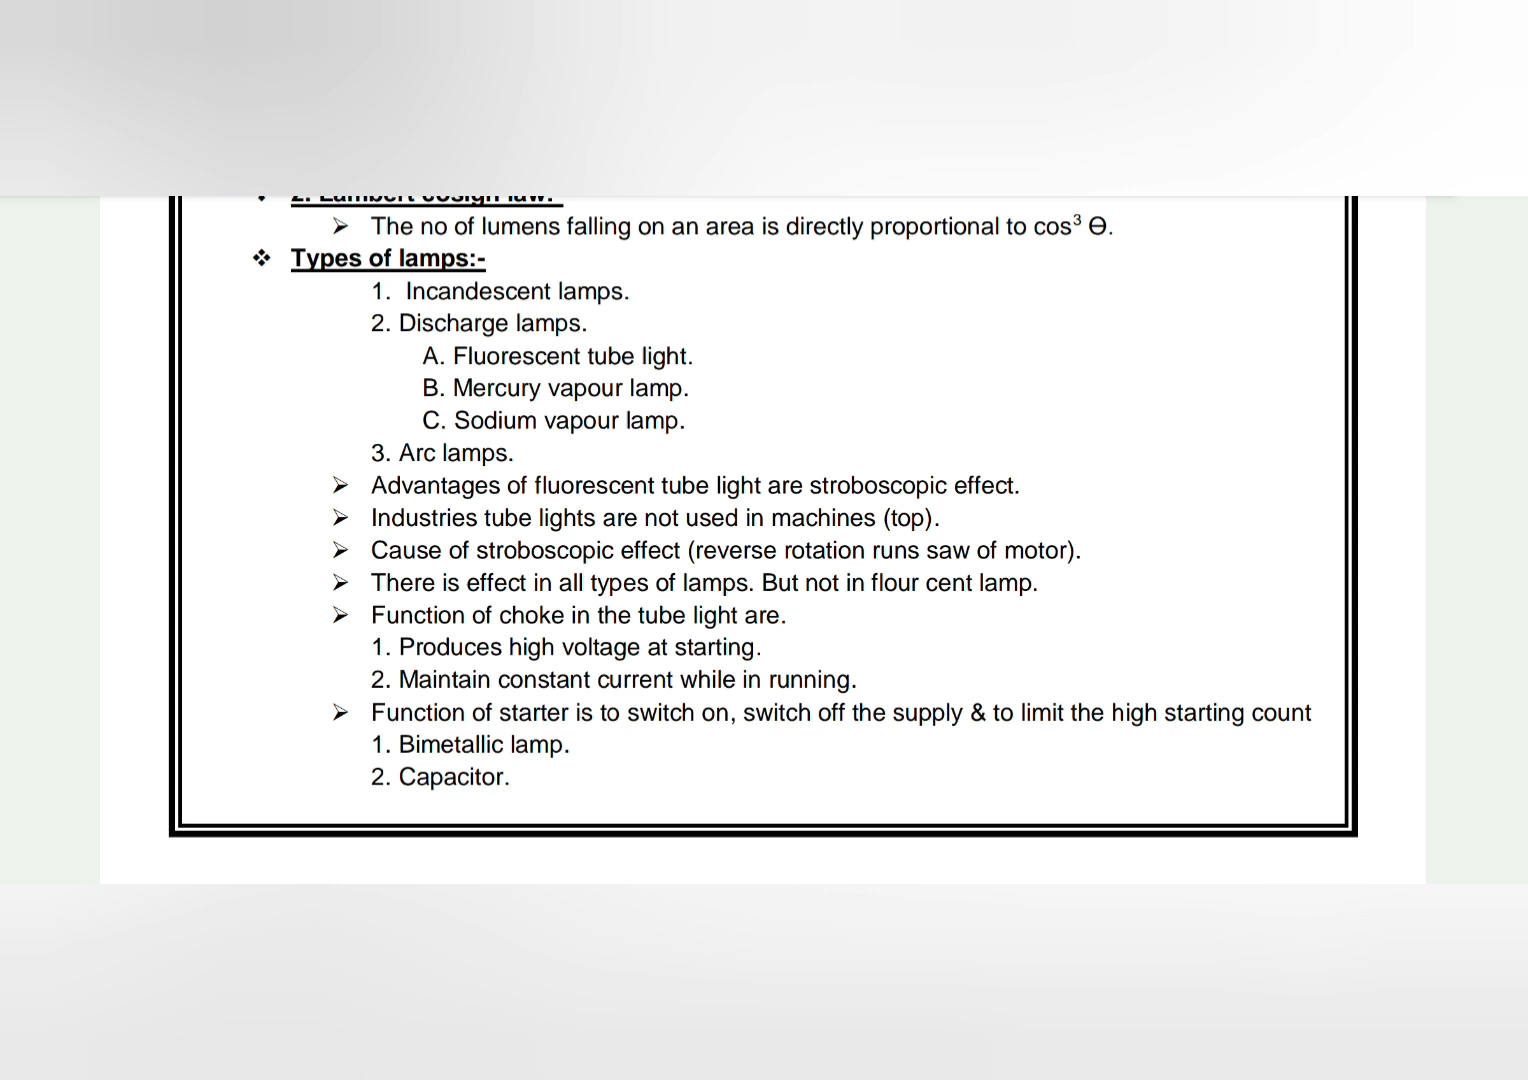 2. Lambert cosign law:
The no of lumens falling on an area is directly proportional to cos³ Ɵ.
Types of lamps:-
1. Incandescent lamps.
2. Discharge lamps.
A. Fluorescent tube light.
B. Mercury vapour lamp.
C. Sodium vapour lamp.
3. Arc lamps.
Advantages of fluorescent tube light are stroboscopic effect.
Industries tube lights are not used in machines (top).
Cause of stroboscopic effect (reverse rotation runs saw of motor).
There is effect in all types of lamps. But not in flour cent lamp.
Function of choke in the tube light are.
1. Produces high voltage at starting.
2. Maintain constant current while in running.
Function of starter is to switch on, switch off the supply & to limit the high starting count
1. Bimetallic lamp.
2. Capacitor.